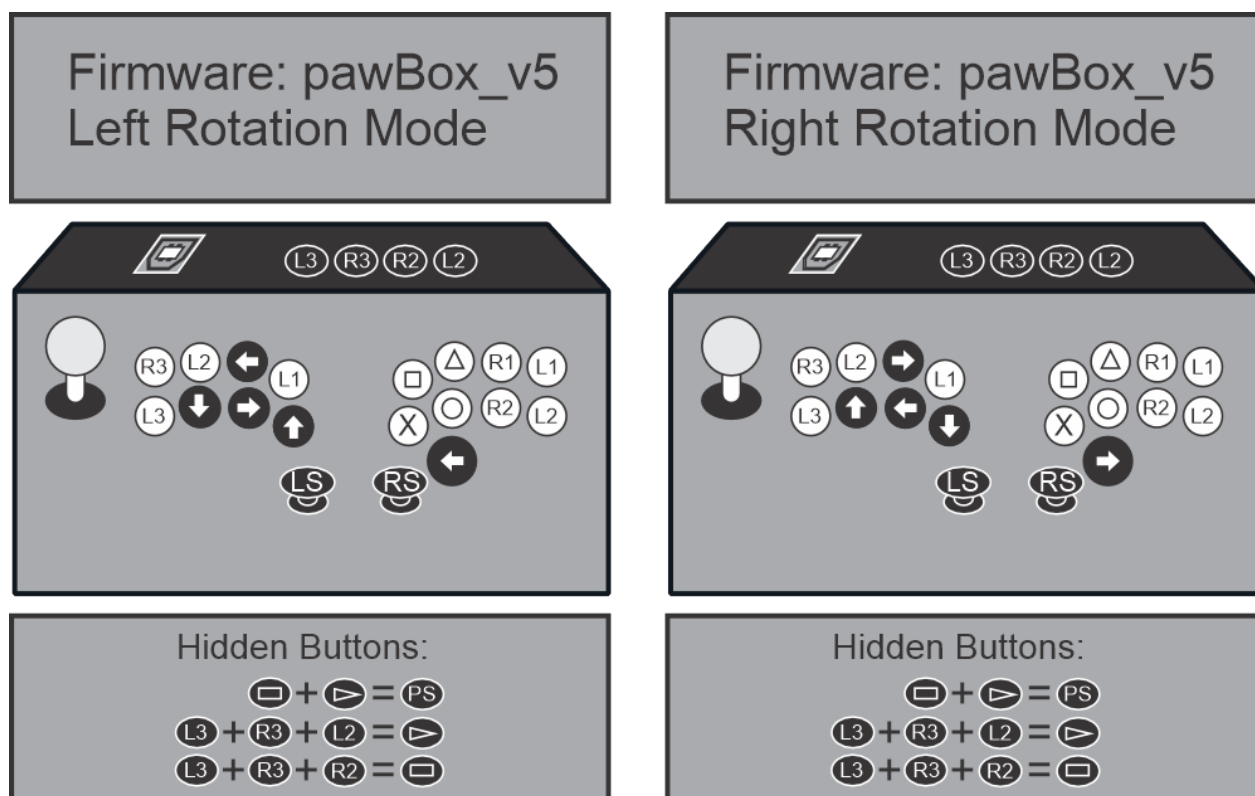 Firmware: pawBox_v5
Left Rotation Mode
L3 R3 R2 L2
R3 L2 L1
L3
R1 L1
X R2 L2
LS RS
Hidden Buttons:
+ = PS
L3 + R3 + L2 =
L3 + R3 + R2 =
Firmware: pawBox_v5
Right Rotation Mode
L3 R3 R2 L2
R3 L2 L1
L3
R1 L1
X R2 L2
LS RS
Hidden Buttons:
+ = PS
L3 + R3 + L2 =
L3 + R3 + R2 =